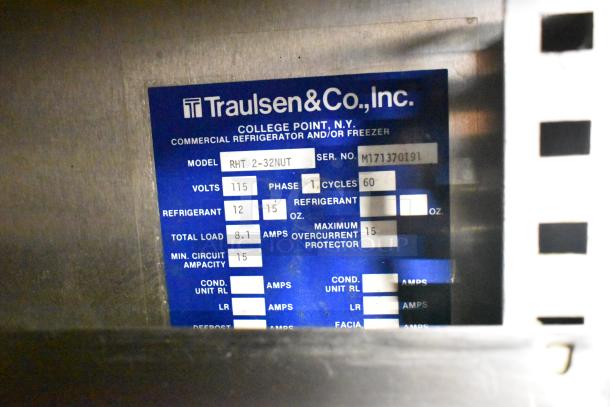 Traulsen & Co., Inc.
COLLEGE POINT, N.Y.
COMMERCIAL REFRIGERATOR AND/OR FREEZER
MODEL RHT 2-32NUT SER. NO. M17137019I
VOLTS 115 PHASE 1 CYCLES 60
REFRIGERANT 12 15 OZ. REFRIGERANT OZ.
TOTAL LOAD 8.1 AMPS MAXIMUM OVERCURRENT PROTECTOR 15
MIN. CIRCUIT AMPACITY 15
COND. UNIT RL AMPS COND. UNIT RL AMPS
LR AMPS LR AMPS
DEFROST AMPS FACIA AMPS